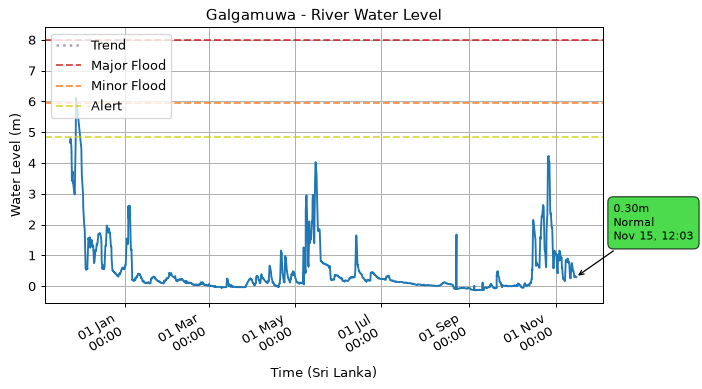 Galgamuwa - River Water Level
Trend
Major Flood
Minor Flood
Alert
8
7
6
5
4
3
2
1
0
Water Level (m)
0.30m
Normal
Nov 15, 12:03
01 Jan
00:00
01 Mar
00:00
01 May
00:00
01 Jul
00:00
01 Sep
00:00
01 Nov
00:00
Time (Sri Lanka)